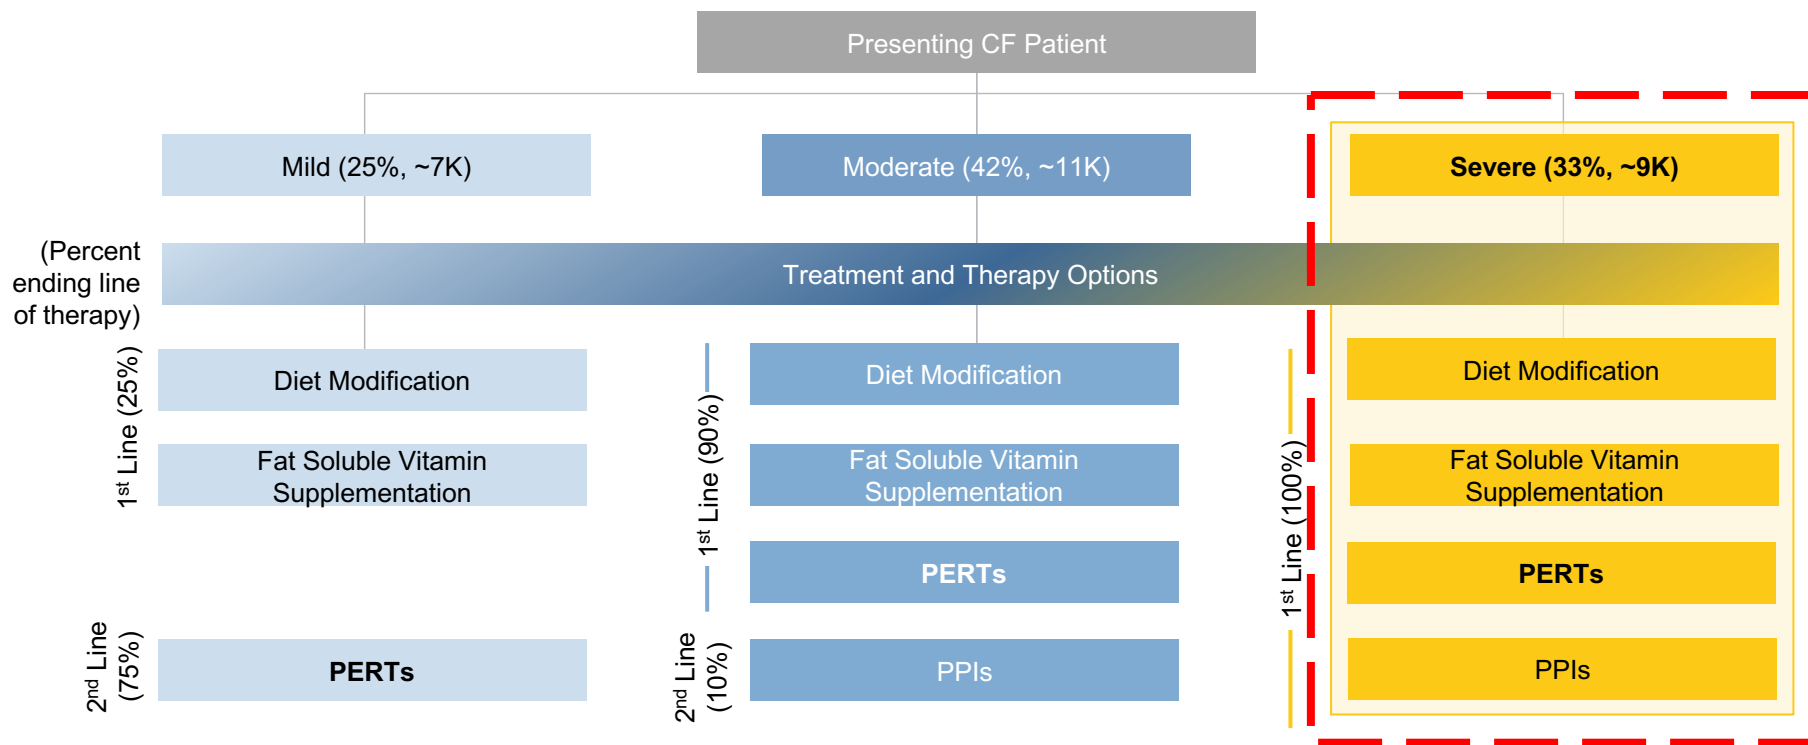 Presenting CF Patient
Mild (25%, ~7K)
Moderate (42%, ~11K)
Severe (33%, ~9K)
(Percent
ending line
of therapy)
Treatment and Therapy Options
1st Line (25%)
Diet Modification
Fat Soluble Vitamin
Supplementation
2nd Line
(75%)
PERTs
1st Line (90%)
Diet Modification
Fat Soluble Vitamin
Supplementation
PERTs
2nd Line
(10%)
PPIs
1st Line (100%)
Diet Modification
Fat Soluble Vitamin
Supplementation
PERTs
PPIs